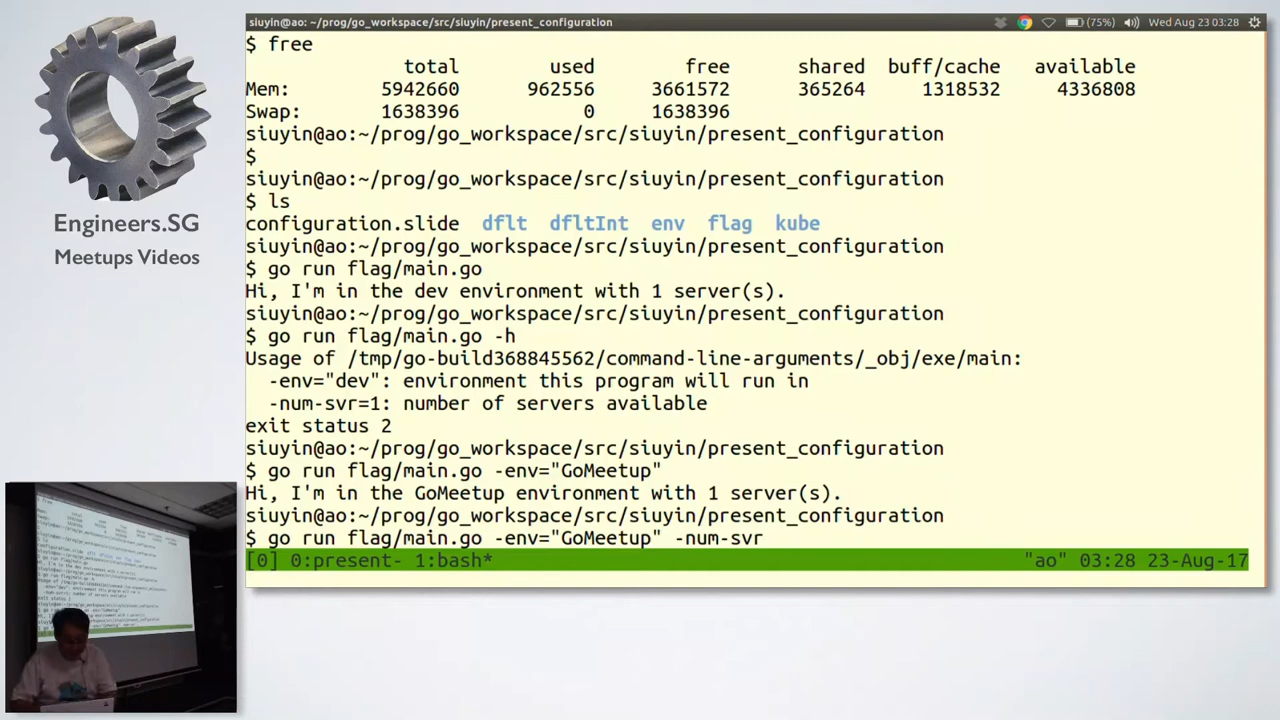 Engineers.SG
Meetups Videos
siuyin@ao: ~/prog/go_workspace/src/siuyin/present_configuration
(75%) Wed Aug 23 03:28
$ free
total used free shared buff/cache available
Mem: 5942660 962556 3661572 365264 1318532 4336808
Swap: 1638396 0 1638396
siuyin@ao:~/prog/go_workspace/src/siuyin/present_configuration
$
siuyin@ao:~/prog/go_workspace/src/siuyin/present_configuration
$ ls
configuration.slide dflt dfltInt env flag kube
siuyin@ao:~/prog/go_workspace/src/siuyin/present_configuration
$ go run flag/main.go
Hi, I'm in the dev environment with 1 server(s).
siuyin@ao:~/prog/go_workspace/src/siuyin/present_configuration
$ go run flag/main.go -h
Usage of /tmp/go-build368845562/command-line-arguments/_obj/exe/main:
-env="dev": environment this program will run in
-num-svr=1: number of servers available
exit status 2
siuyin@ao:~/prog/go_workspace/src/siuyin/present_configuration
$ go run flag/main.go -env="GoMeetup"
Hi, I'm in the GoMeetup environment with 1 server(s).
siuyin@ao:~/prog/go_workspace/src/siuyin/present_configuration
$ go run flag/main.go -env="GoMeetup" -num-svr
[0] 0:present- 1:bash* "ao" 03:28 23-Aug-17